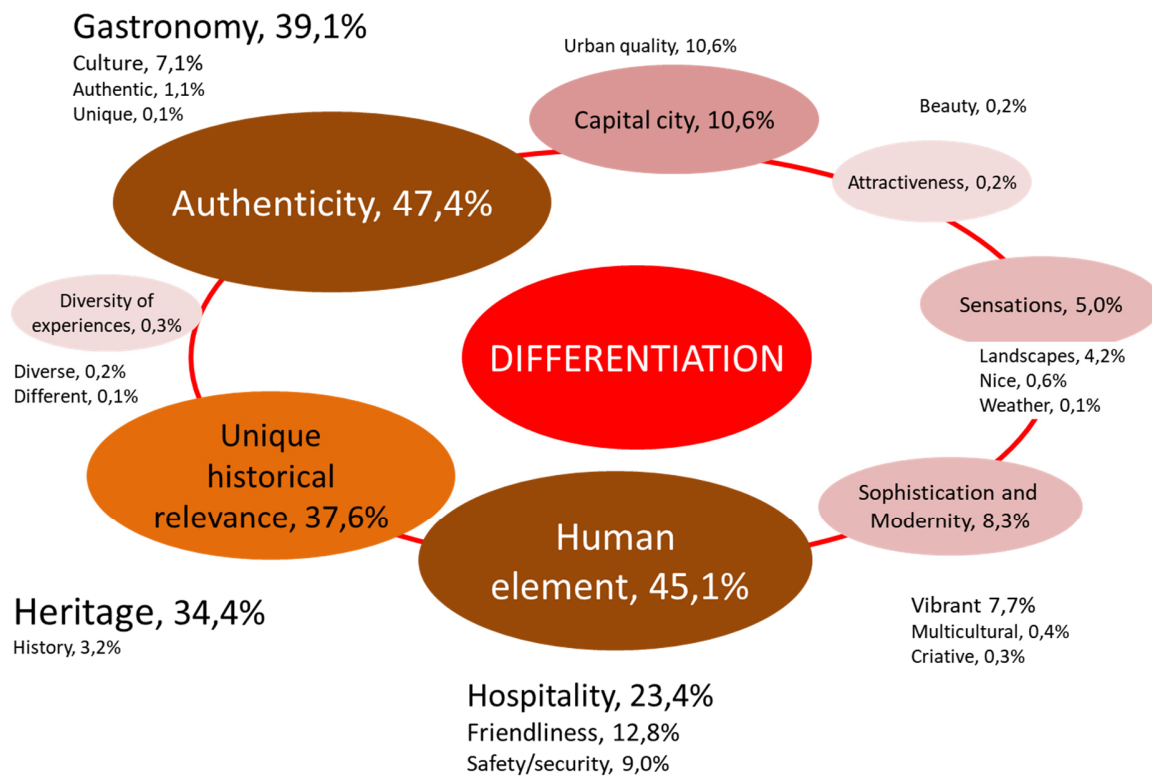 Gastronomy, 39,1%
Culture, 7,1%
Authentic, 1,1%
Unique, 0,1%
Authenticity, 47,4%
Urban quality, 10,6%
Capital city, 10,6%
Beauty, 0,2%
Attractiveness, 0,2%
Sensations, 5,0%
Landscapes, 4,2%
Nice, 0,6%
Weather, 0,1%
DIFFERENTIATION
Diversity of
experiences, 0,3%
Diverse, 0,2%
Different, 0,1%
Unique
historical
relevance, 37,6%
Heritage, 34,4%
History, 3,2%
Human
element, 45,1%
Hospitality, 23,4%
Friendliness, 12,8%
Safety/security, 9,0%
Sophistication and
Modernity, 8,3%
Vibrant 7,7%
Multicultural, 0,4%
Criative, 0,3%